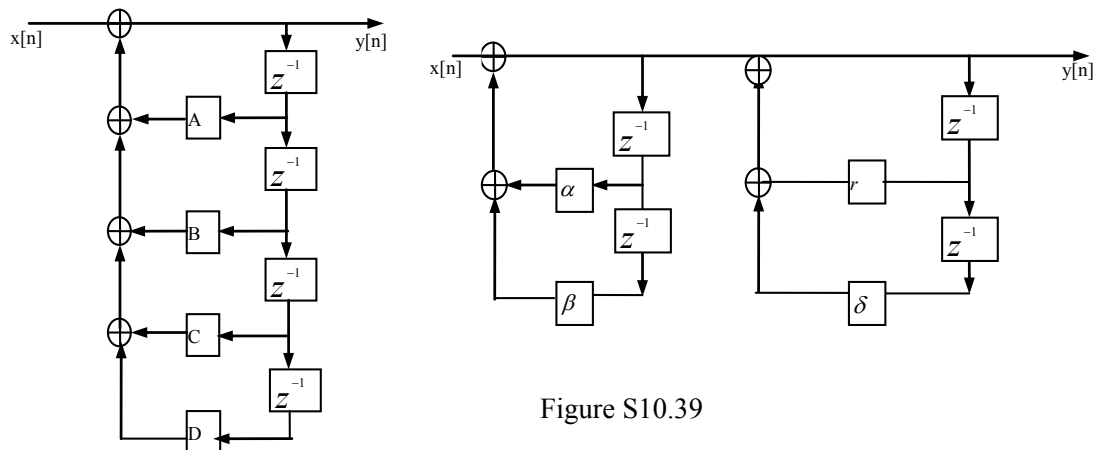 x[n]
y[n]
z⁻¹
A
z⁻¹
B
z⁻¹
C
z⁻¹
D
x[n]
y[n]
z⁻¹
α
z⁻¹
β
z⁻¹
r
z⁻¹
δ
Figure S10.39